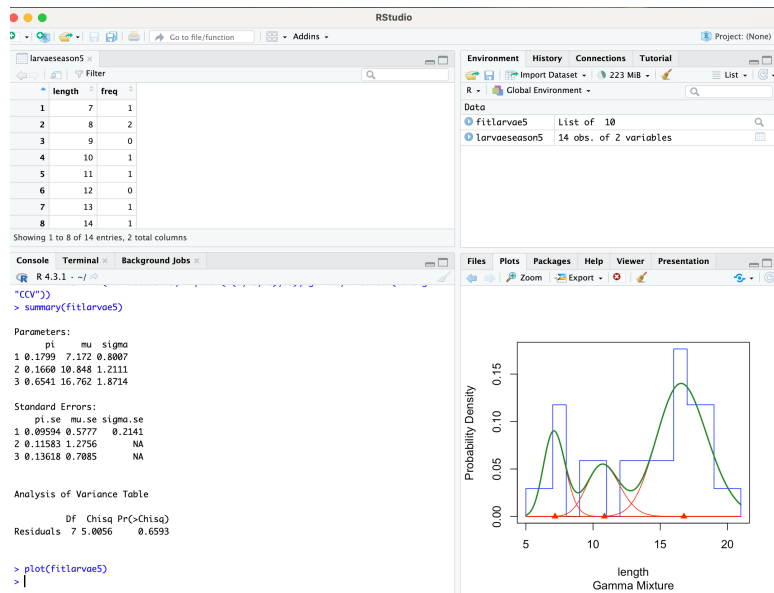 RStudio
Go to file/function
Addins
Project: (None)
larvaeseason5
Filter
length freq
1 7 1
2 8 2
3 9 0
4 10 1
5 11 1
6 12 0
7 13 1
8 14 1
Showing 1 to 8 of 14 entries, 2 total columns
Environment History Connections Tutorial
Import Dataset 223 MiB List
R Global Environment
Data
fitlarvae5 List of 10
larvaeseason5 14 obs. of 2 variables
Console Terminal Background Jobs
R 4.3.1 · ~/
"CCV"))
> summary(fitlarvae5)
Parameters:
pi mu sigma
1 0.1799 7.172 0.8007
2 0.1660 10.848 1.2111
3 0.6541 16.762 1.8714
Standard Errors:
pi.se mu.se sigma.se
1 0.09594 0.5777 0.2141
2 0.11583 1.2756 NA
3 0.13618 0.7085 NA
Analysis of Variance Table
Df Chisq Pr(>Chisq)
Residuals 7 5.0056 0.6593
> plot(fitlarvae5)
>
Files Plots Packages Help Viewer Presentation
Zoom Export
Probability Density
0.15
0.10
0.05
0.00
5 10 15 20
length
Gamma Mixture